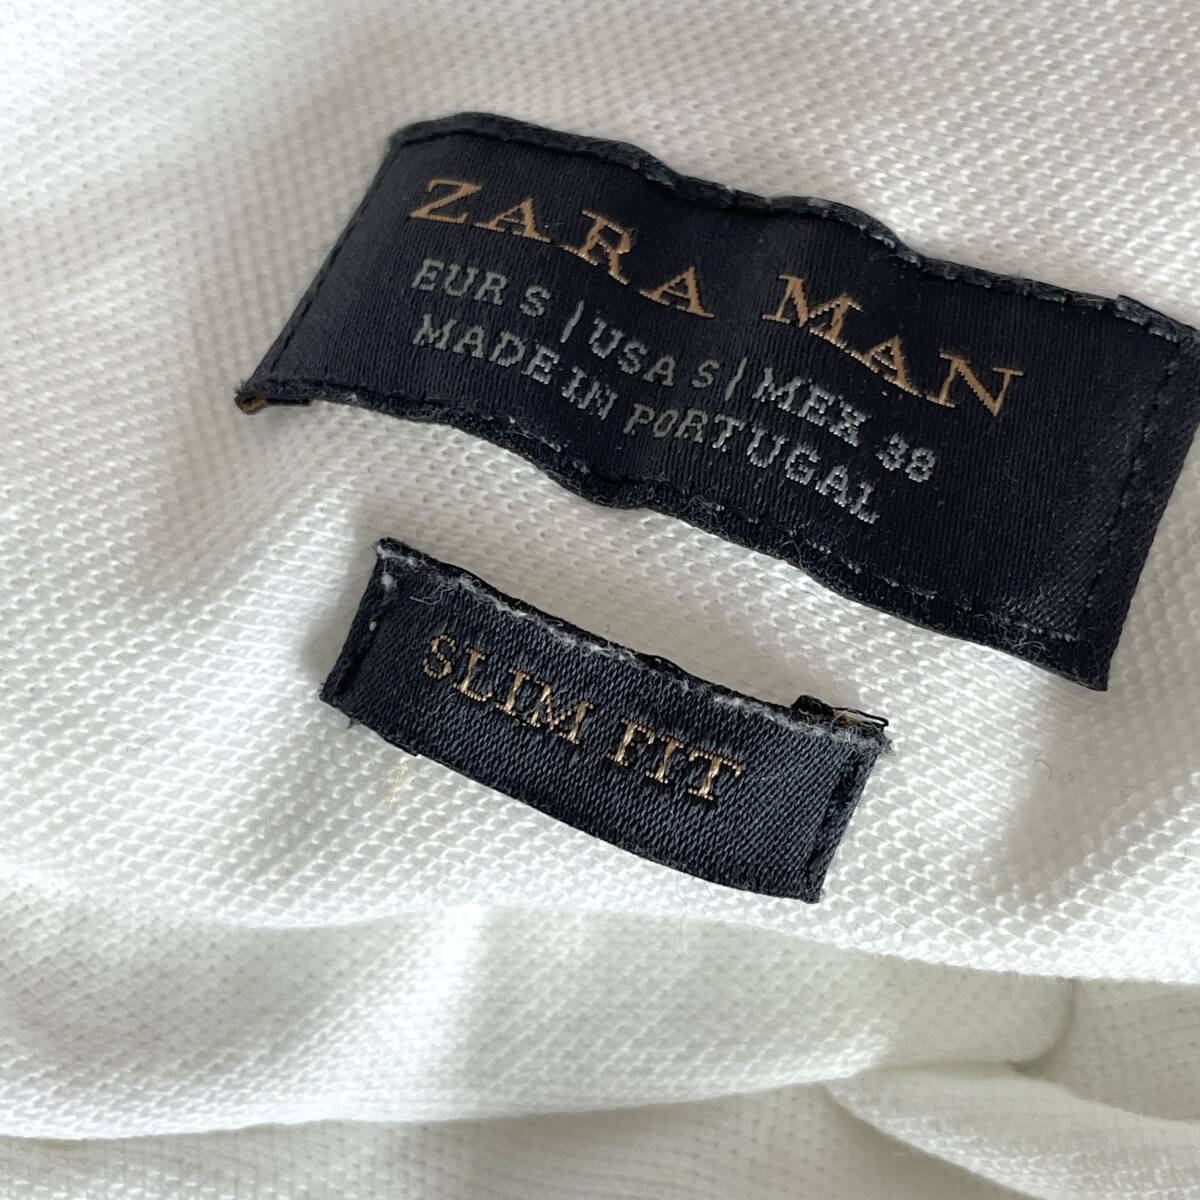 ZARA MAN
EUR S | USA S | MEX 38
MADE IN PORTUGAL
SLIM FIT